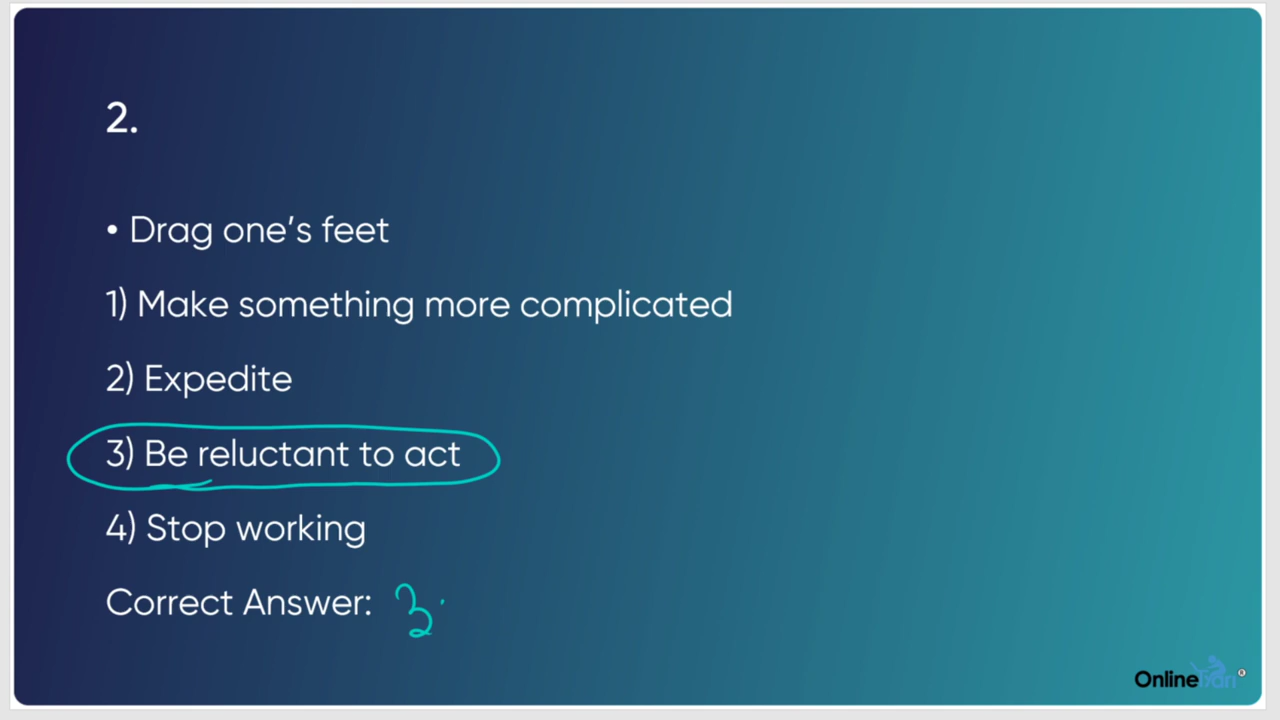 2.
• Drag one’s feet
1) Make something more complicated
2) Expedite
3) Be reluctant to act
4) Stop working
Correct Answer: 3
OnlineTyari®